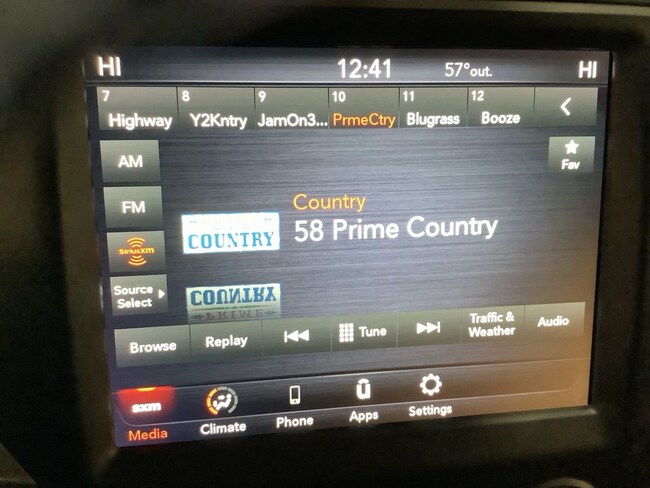 HI 12:41 57°out. HI
7 8 9 10 11 12
Highway Y2Kntry JamOn3... PrmeCtry Blugrass Booze
AM
Fav
FM
Country
COUNTRY
58 Prime Country
SiriusXM
Source
Select
COUNTRY
PRIME
Browse Replay Tune Traffic &
Weather Audio
sxm
Media Climate Phone Apps Settings